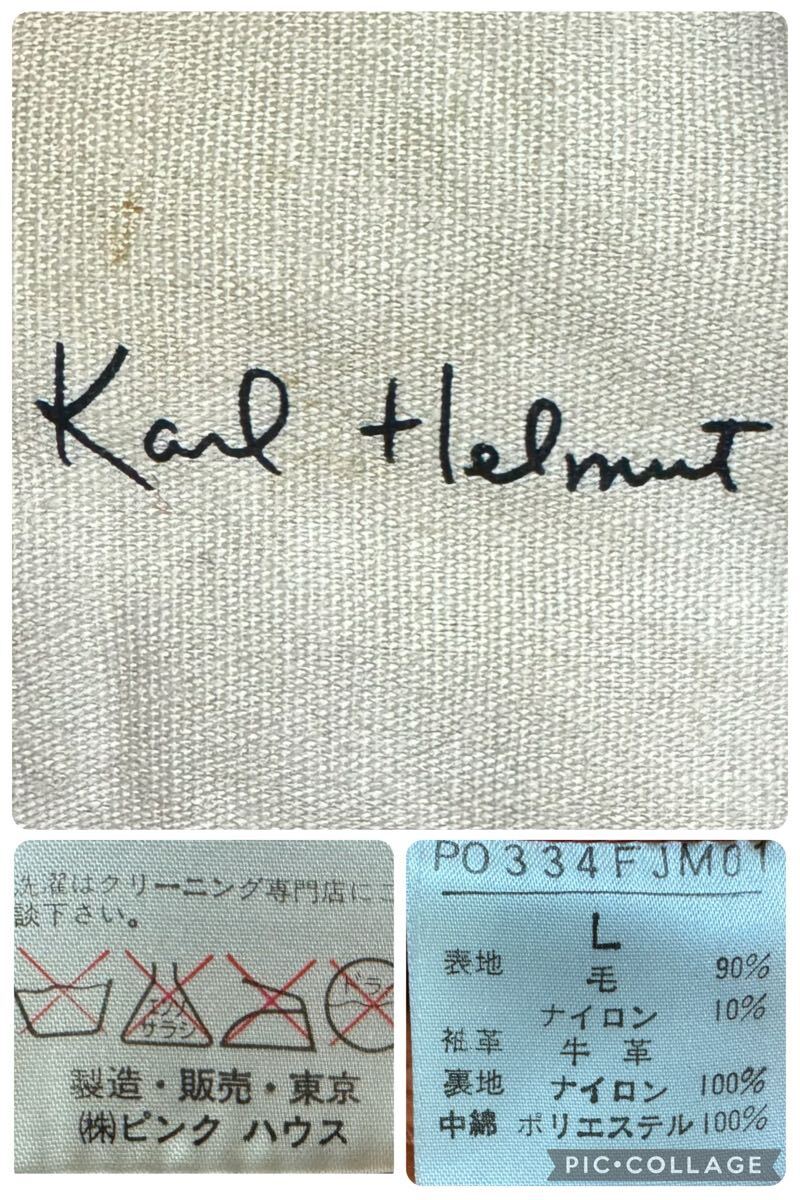 Karl Helmut
洗濯はクリーニング専門店にご
談下さい。
エンソ
サラシ
ドライ
製造・販売・東京
(株)ピンク ハウス
PO334FJM01
L
表地 毛 90%
ナイロン 10%
袖革 牛革
裏地 ナイロン 100%
中綿 ポリエステル 100%
PIC•COLLAGE